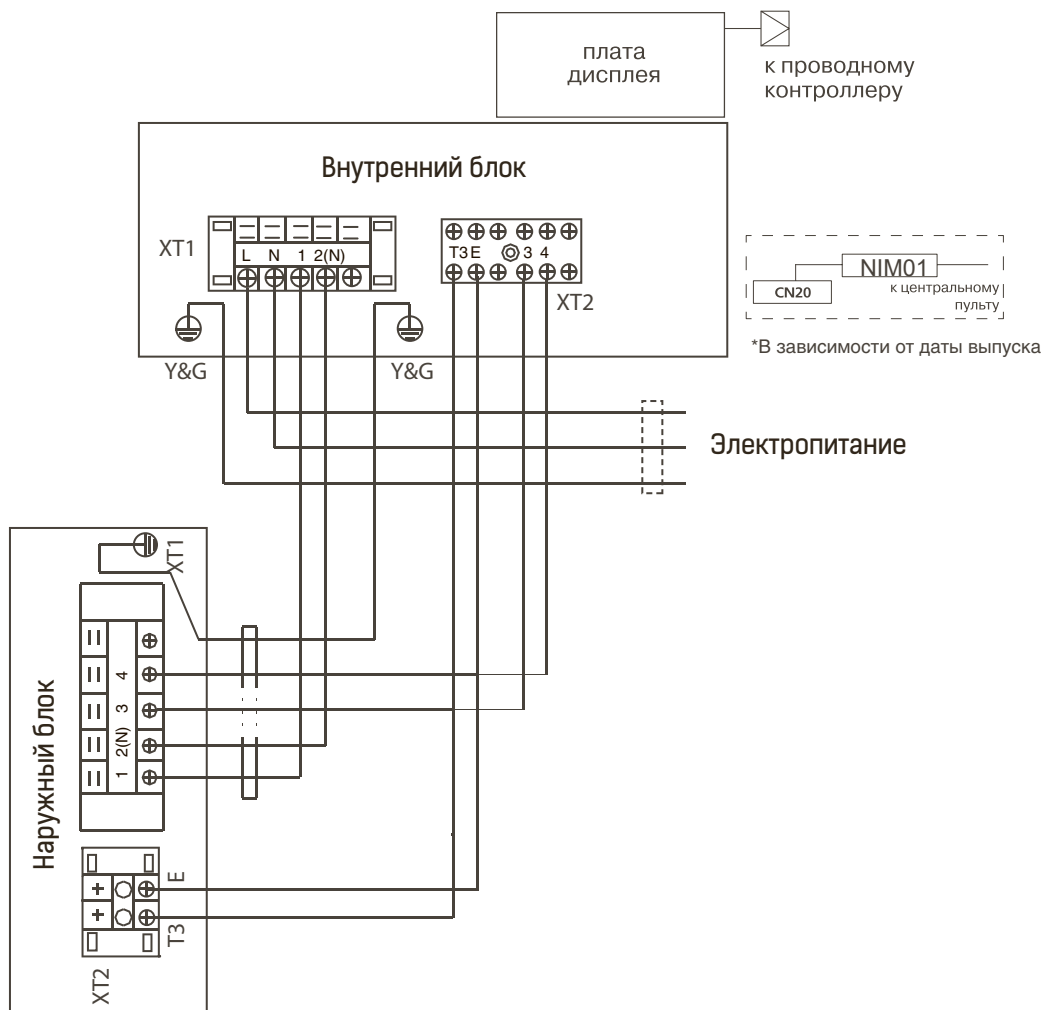 плата
дисплея
к проводному
контроллеру
Внутренний блок
XT1
L N 1 2(N)
T3 E 3 4
XT2
Y&G
Y&G
NIM01
CN20
к центральному
пульту
*В зависимости от даты выпуска
Электропитание
Наружный блок
XT1
4
3
2(N)
1
E
T3
XT2